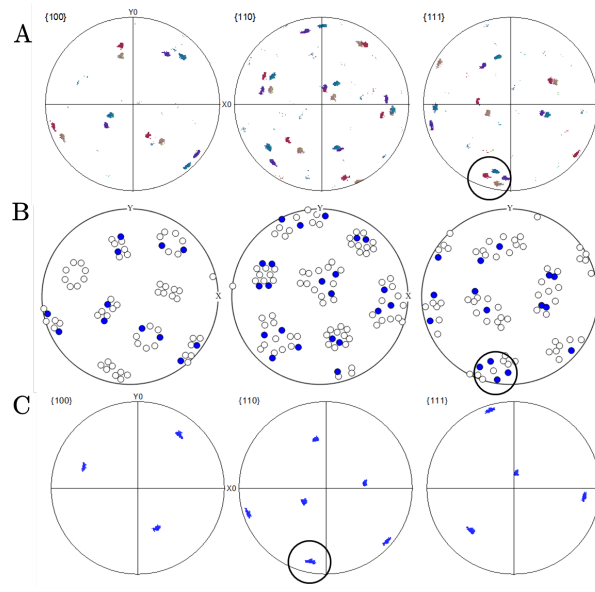 A
{100} Y0 {110} {111}
X0
B
Y Y Y
X X X
C
{100} Y0 {110} {111}
X0